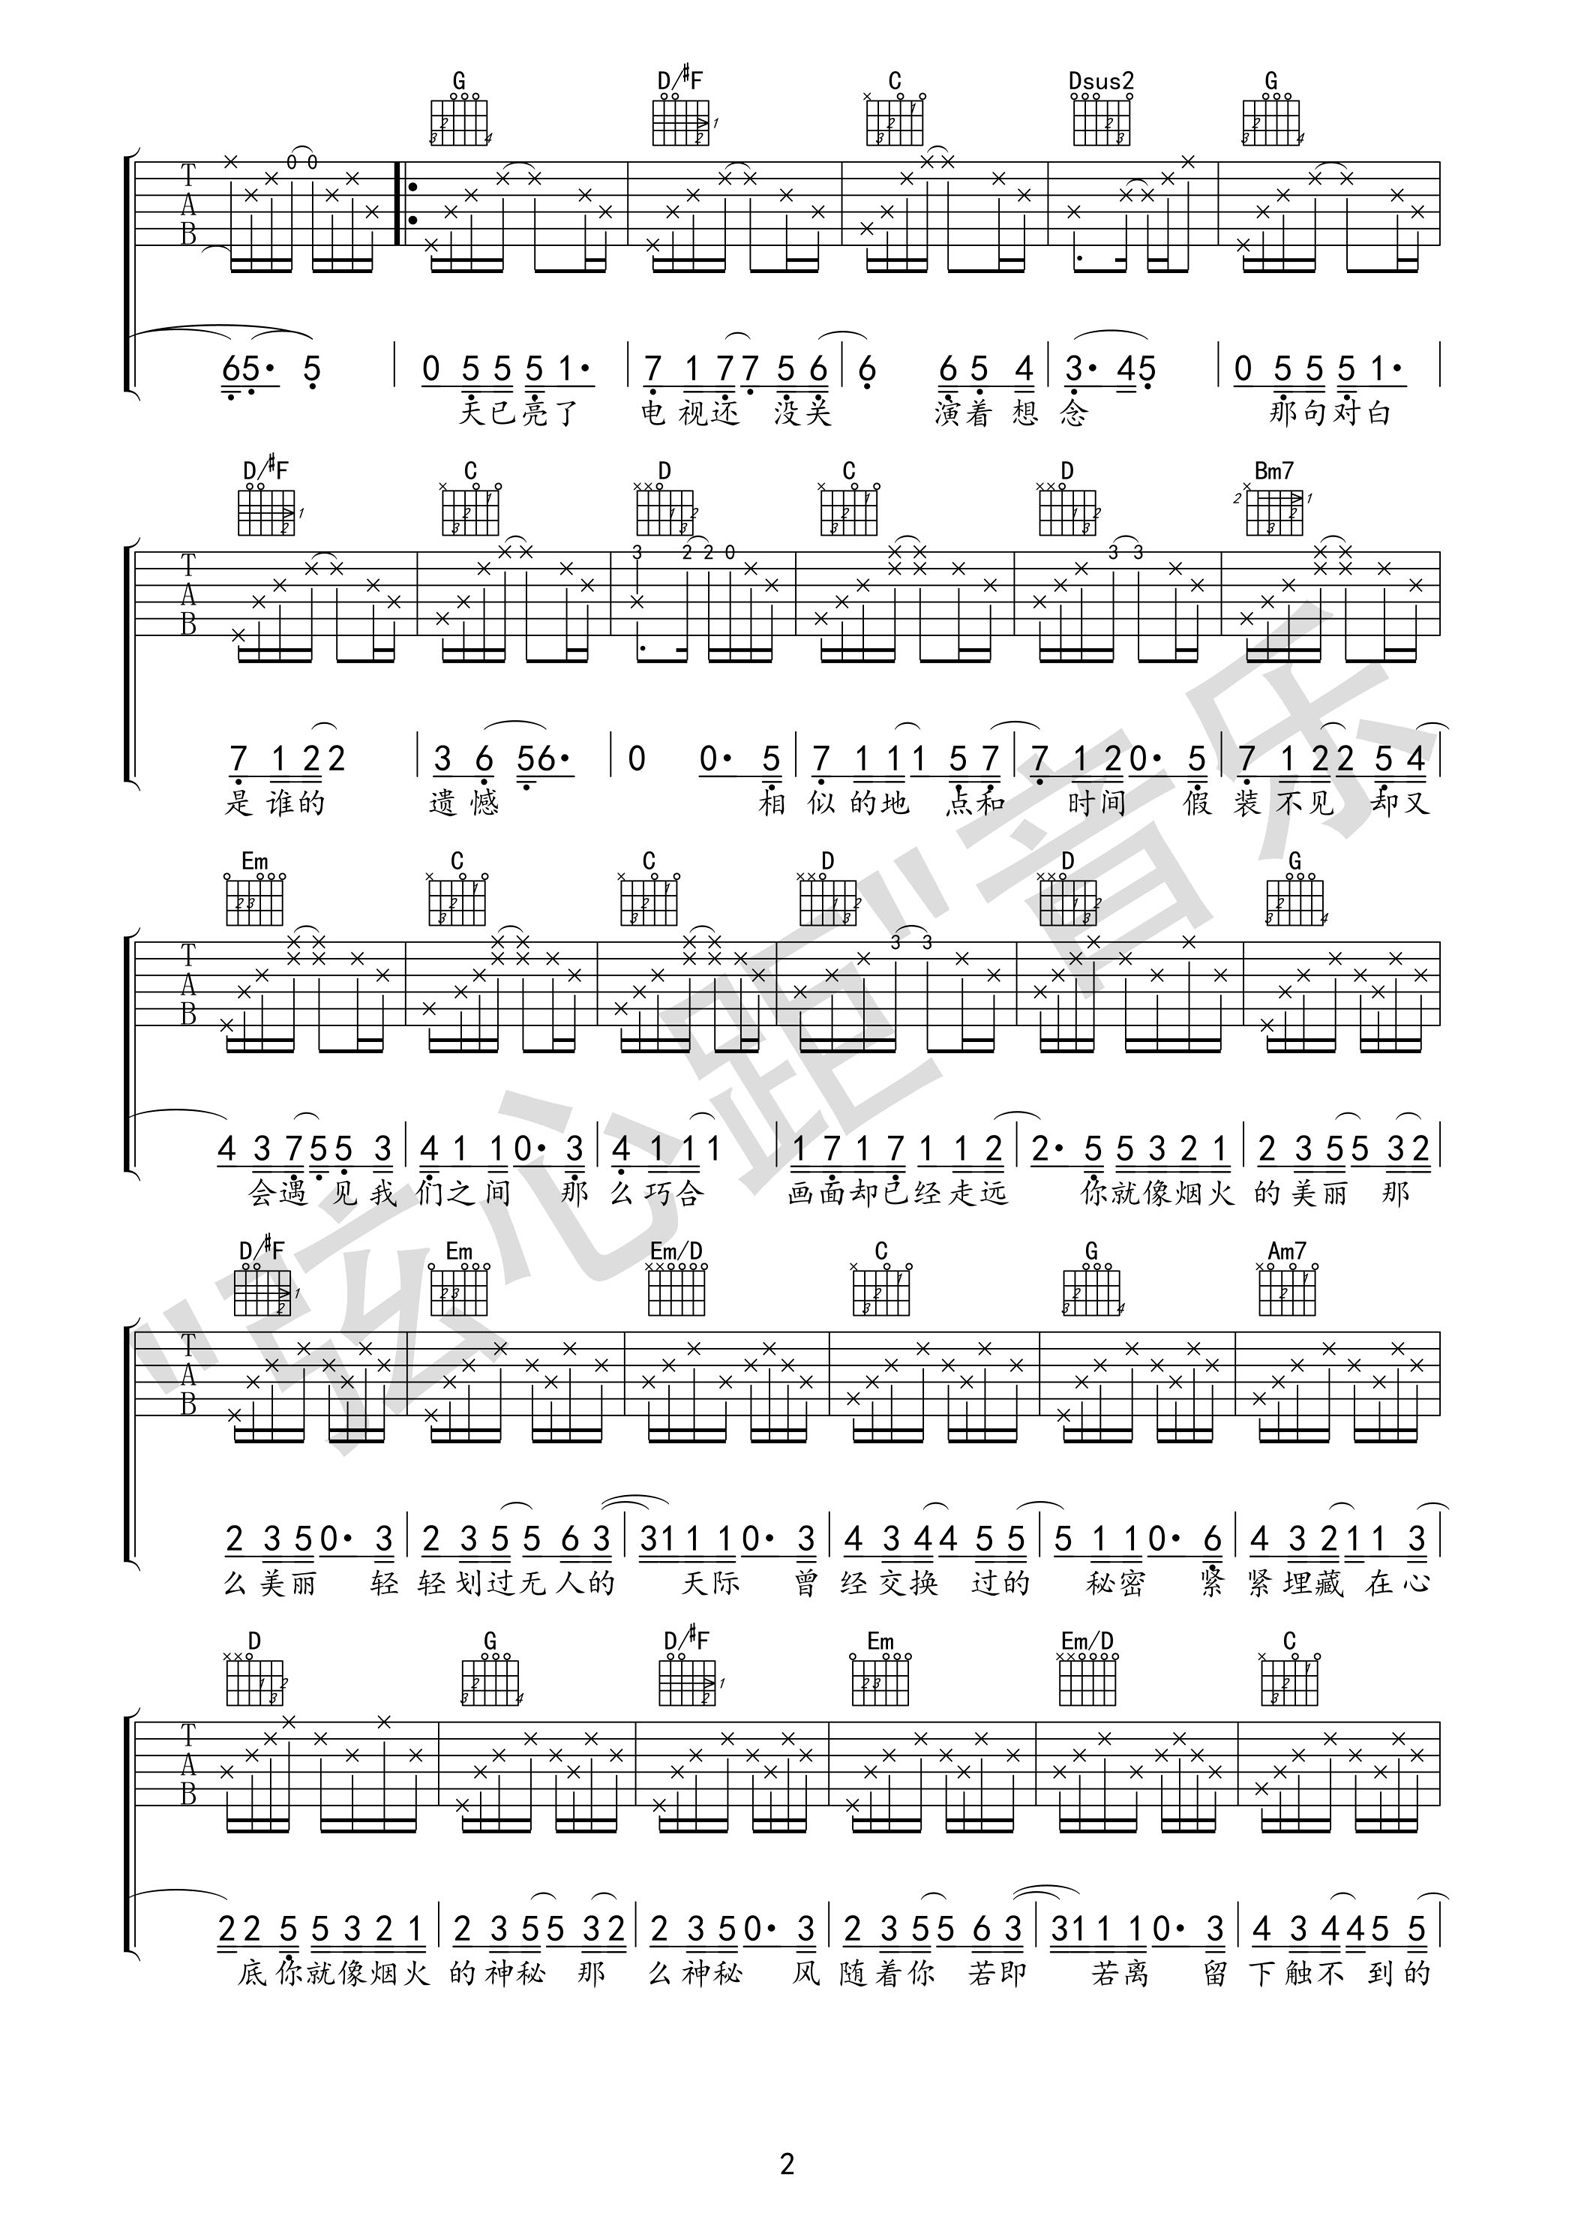 G D/#F C Dsus2 G
T A B 0 0
65· 5 | 0 5 5 5 1· | 7 1 7 7 5 6 | 6 6 5 4 | 3· 4 5 | 0 5 5 5 1· |
天已亮了 电视还 没关 演着想念 那句对白
D/#F C D C D Bm7
T A B 3 2 2 0 3 3
7 1 2 2 | 3 6 5 6· | 0 0· 5 | 7 1 1 1 5 7 | 7 1 2 0· 5 | 7 1 2 2 5 4 |
是谁的 遗憾 相似的地 点和 时间 假装不见 却又
Em C C D D G
T A B 3 3
4 3 7 5 5 3 | 4 1 1 0· 3 | 4 1 1 1 | 1 7 1 7 1 1 2 | 2· 5 5 3 2 1 | 2 3 5 5 3 2 |
会遇 见我们之间 那么巧合 画面却已经走远 你就像烟火的美丽 那
D/#F Em Em/D C G Am7
T A B
2 3 5 0· 3 | 2 3 5 5 6 3 | 3 1 1 1 0· 3 | 4 3 4 4 5 5 | 5 1 1 0· 6 | 4 3 2 1 1 3 |
么美丽 轻轻划过无人的 天际 曾经交换 过的 秘密 紧紧埋藏 在心
D G D/#F Em Em/D C
T A B
2 2 5 5 3 2 1 | 2 3 5 5 3 2 | 2 3 5 0· 3 | 2 3 5 5 6 3 | 3 1 1 1 0· 3 | 4 3 4 4 5 5 |
底你就像烟火的神秘 那么神秘 风随着你 若即 若离 留下触不 到的
"弦心距"音乐
2